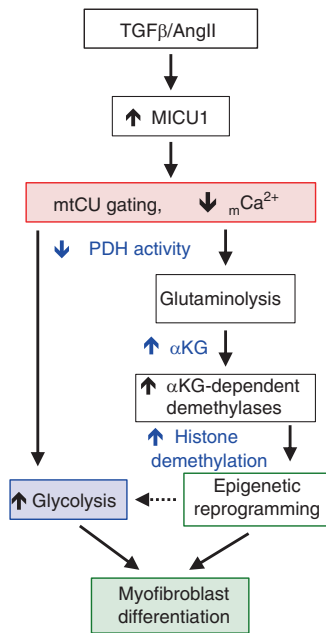 TGFβ/AngII
↑ MICU1
mtCU gating, ↓ mCa2+
↓ PDH activity
Glutaminolysis
↑ αKG
↑ αKG-dependent
demethylases
↑ Histone
demethylation
↑ Glycolysis
Epigenetic
reprogramming
Myofibroblast
differentiation